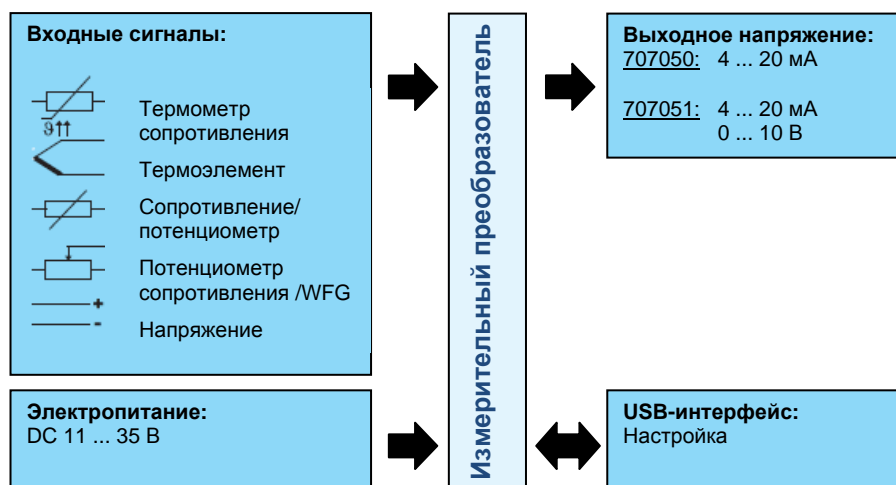 Входные сигналы:
ϑ↑↑
Термометр
сопротивления
Термоэлемент
Сопротивление/
потенциометр
Потенциометр
сопротивления /WFG
+
-
Напряжение
Электропитание:
DC 11 ... 35 В
Измерительный преобразователь
Выходное напряжение:
707050: 4 ... 20 мА
707051: 4 ... 20 мА
0 ... 10 В
USB-интерфейс:
Настройка